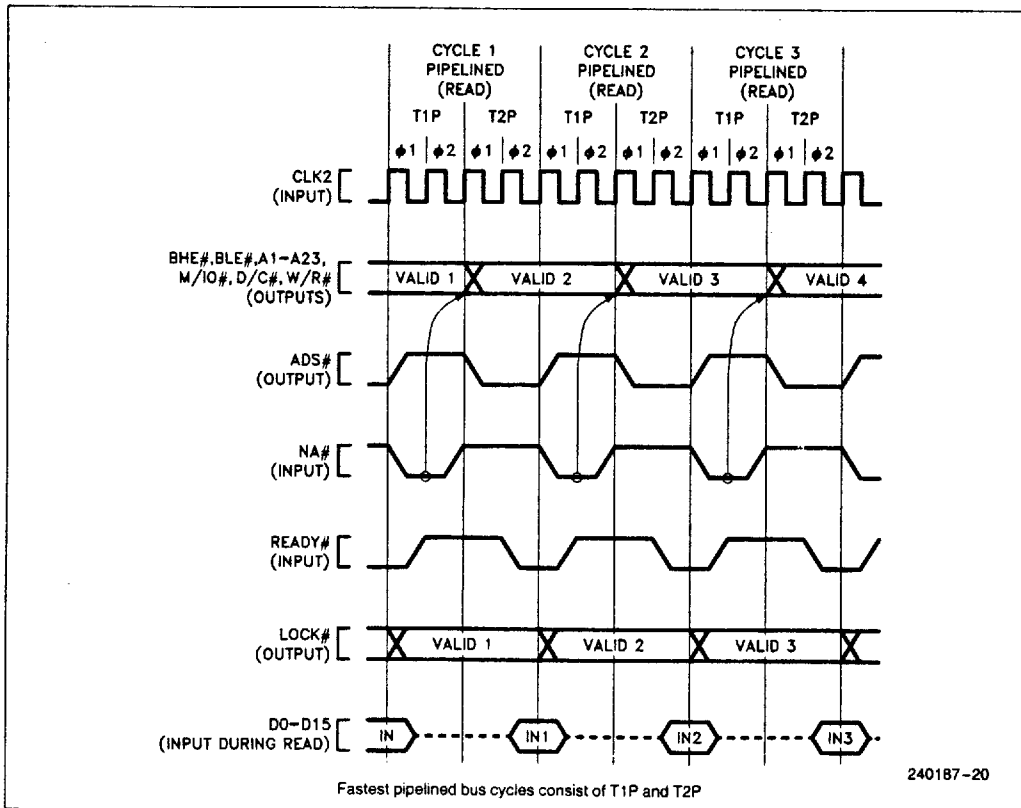 CYCLE 1 CYCLE 2 CYCLE 3
PIPELINED PIPELINED PIPELINED
(READ) (READ) (READ)
T1P T2P T1P T2P T1P T2P
ϕ1 ϕ2 ϕ1 ϕ2 ϕ1 ϕ2 ϕ1 ϕ2 ϕ1 ϕ2 ϕ1 ϕ2
CLK2
(INPUT)
BHE#,BLE#,A1-A23,
M/IO#,D/C#,W/R#
(OUTPUTS)
VALID 1 VALID 2 VALID 3 VALID 4
ADS#
(OUTPUT)
NA#
(INPUT)
READY#
(INPUT)
LOCK#
(OUTPUT)
VALID 1 VALID 2 VALID 3
D0-D15
(INPUT DURING READ)
IN IN1 IN2 IN3
240187-20
Fastest pipelined bus cycles consist of T1P and T2P